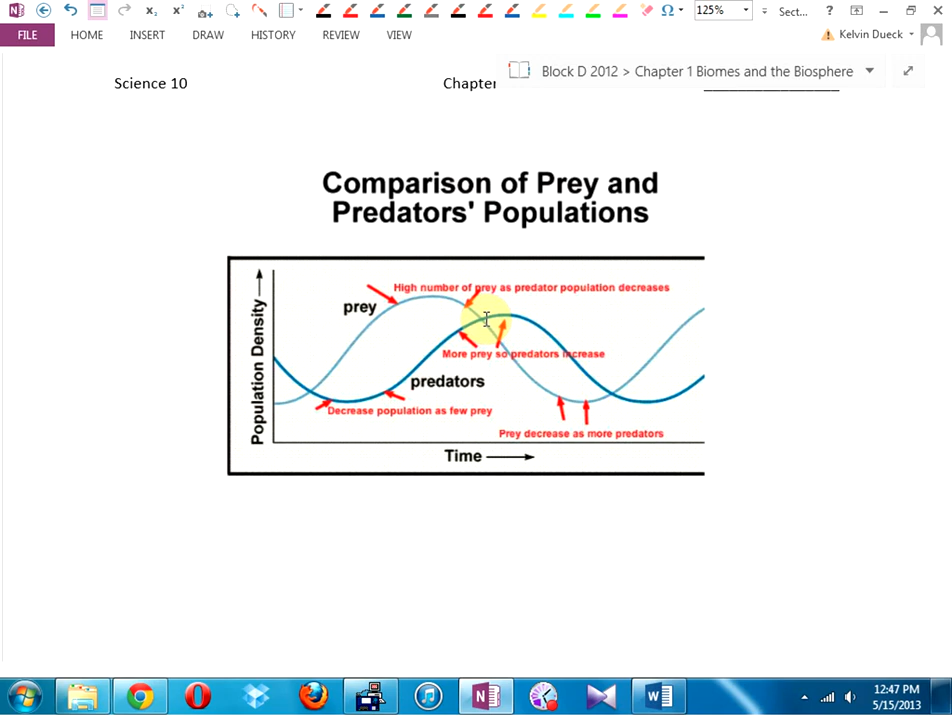 x₂ x² Ω 125% Sect... ?
FILE HOME INSERT DRAW HISTORY REVIEW VIEW Kelvin Dueck
Block D 2012 > Chapter 1 Biomes and the Biosphere
Science 10 Chapter
Comparison of Prey and
Predators' Populations
High number of prey as predator population decreases
prey
Population Density
More prey so predators increase
predators
Decrease population as few prey
Prey decrease as more predators
Time
12:47 PM
5/15/2013